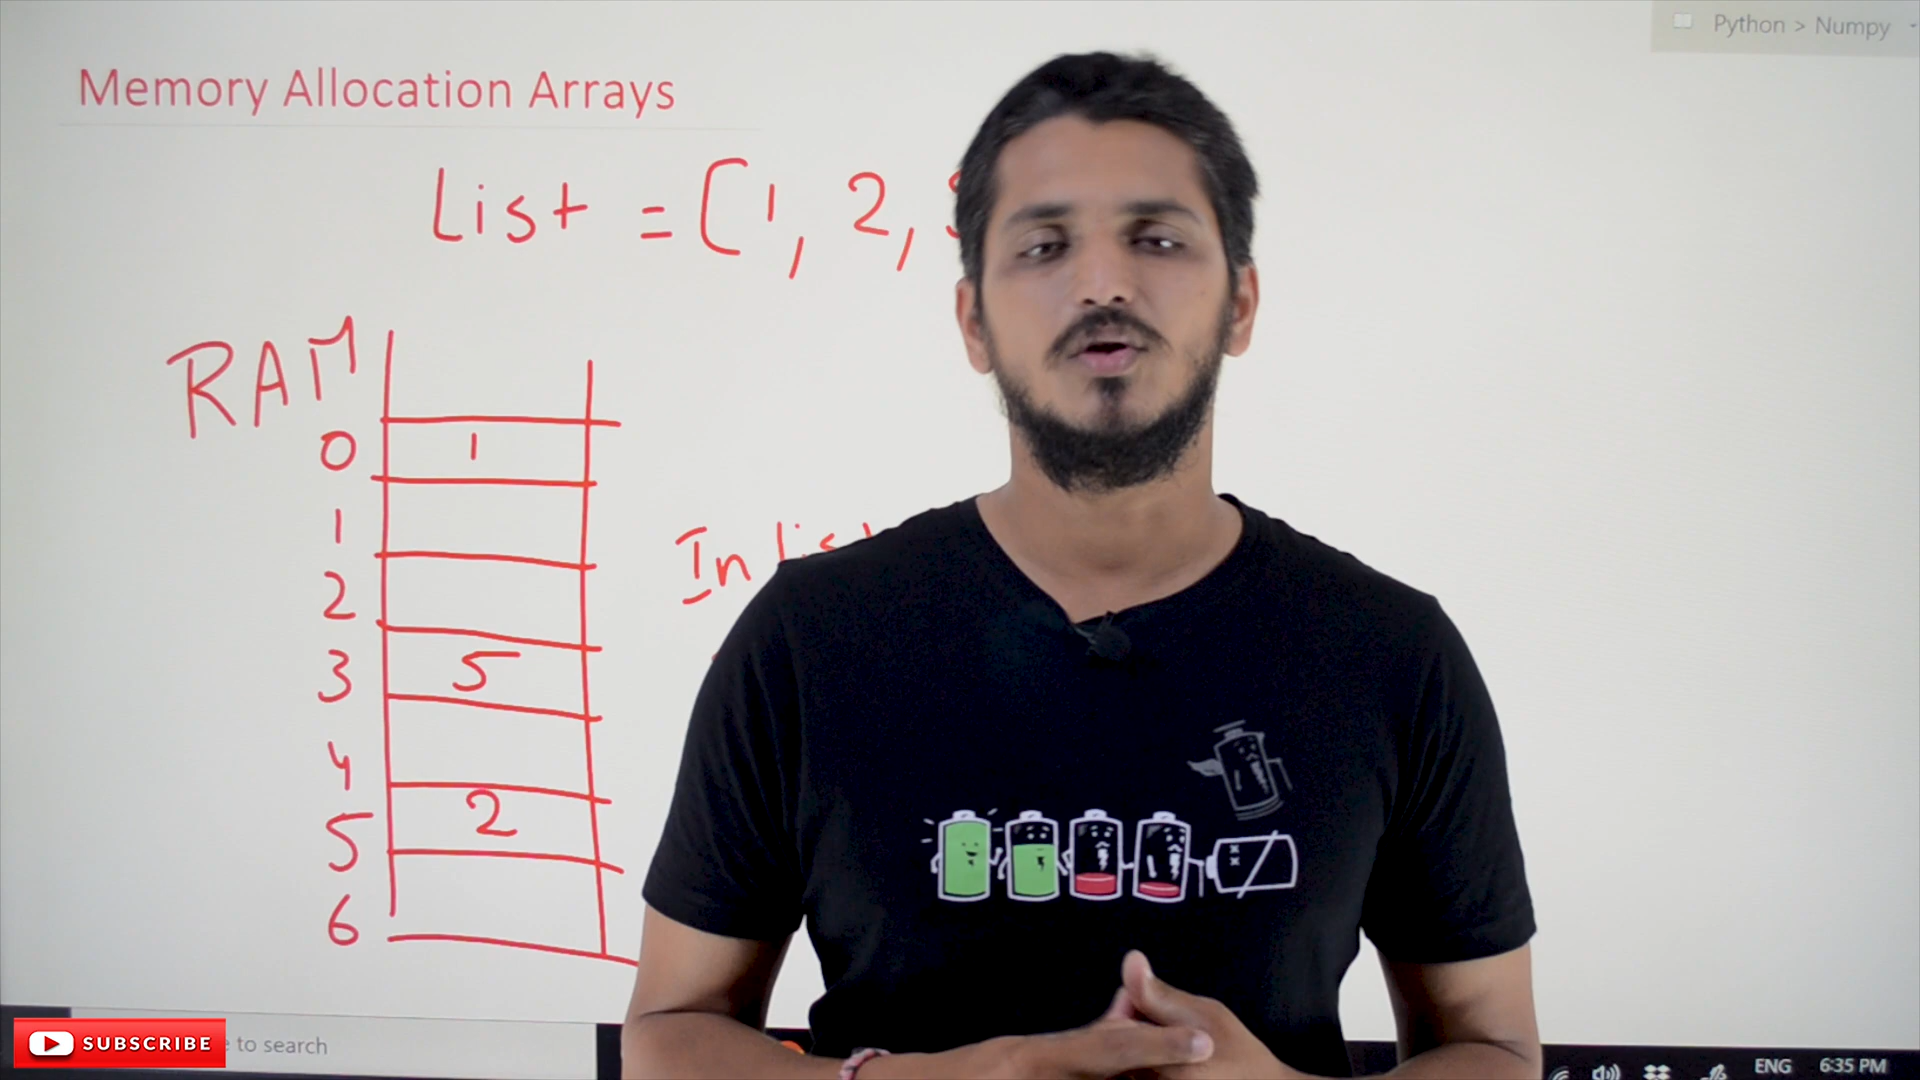 Python > Numpy
Memory Allocation Arrays
List = [1, 2,
RAM
0 1
1
2
3 5
4
5 2
6
In list
SUBSCRIBE
e to search
ENG 6:35 PM